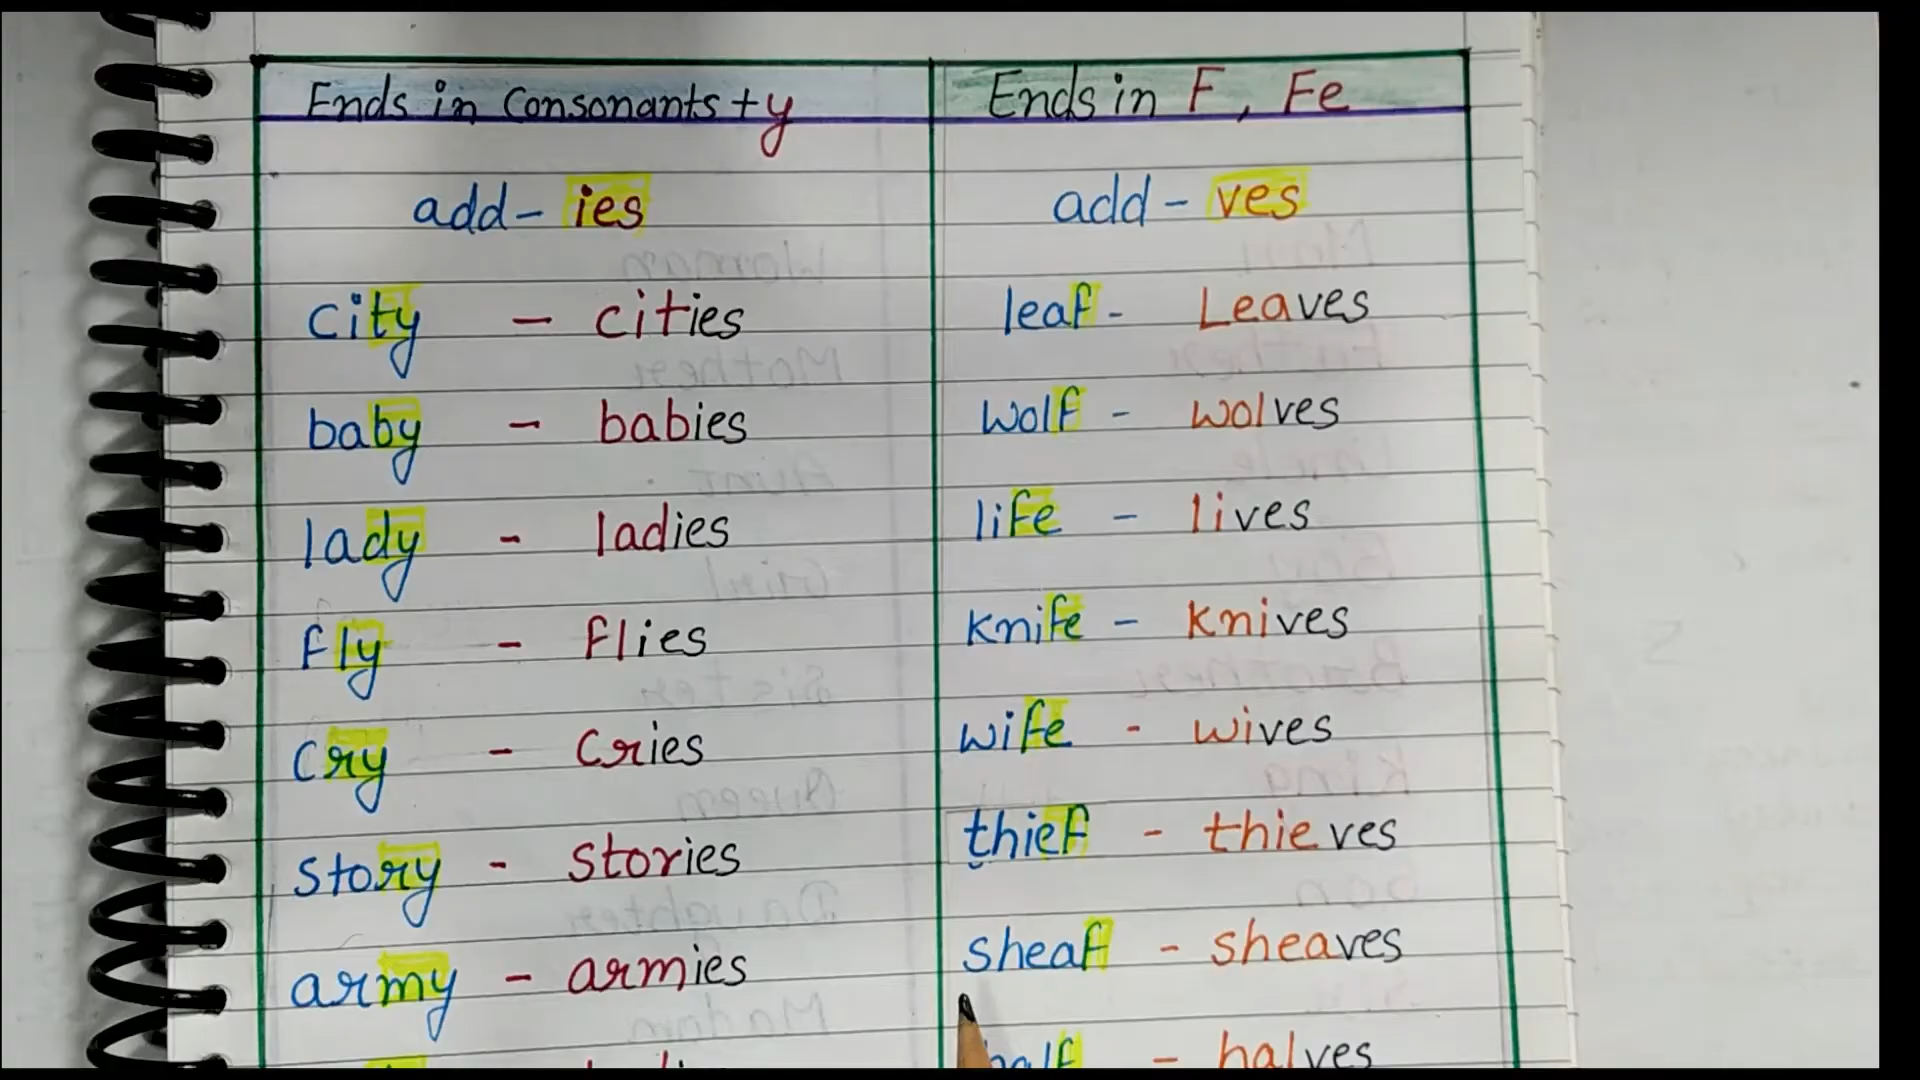 Ends in Consonants + y
add - ies
city - cities
baby - babies
lady - ladies
fly - flies
cry - cries
story - stories
army - armies
Ends in F, Fe
add - ves
leaf - Leaves
wolf - wolves
life - lives
knife - knives
wife - wives
thief - thieves
sheaf - sheaves
half - halves